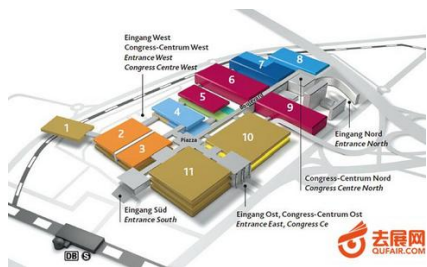 Eingang West
Congress-Centrum West
Entrance West
Congress Centre West
7
8
6
5
9
4
1
2
3
Piazza
10
11
Eingang Nord
Entrance North
Congress-Centrum Nord
Congress Centre North
Eingang Süd
Entrance South
Eingang Ost, Congress-Centrum Ost
Entrance East, Congress Ce
DB S
去展网
QUFAIR.COM